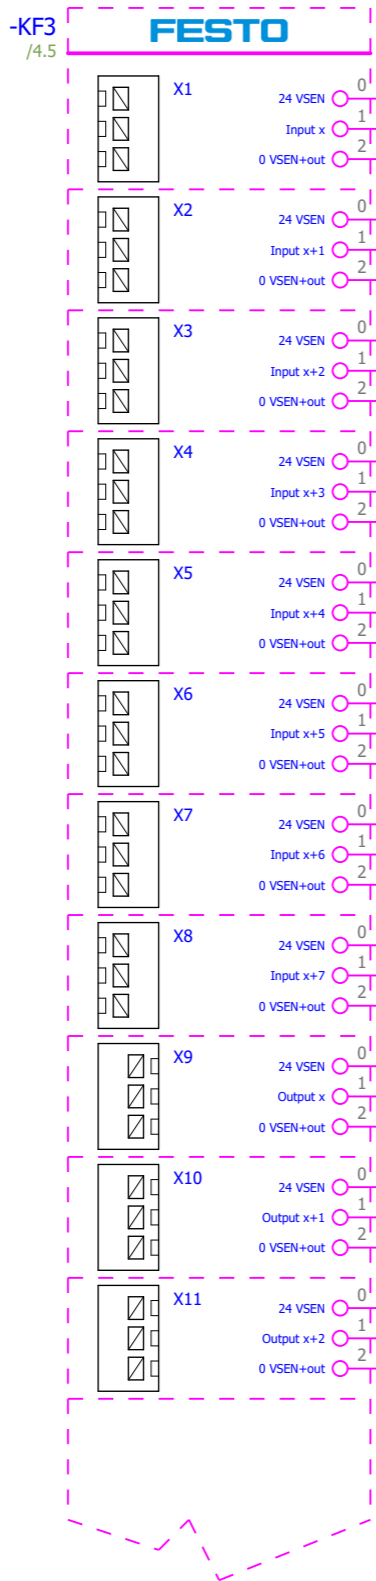 -KF3 FESTO
/4.5
X1 24 VSEN 0
Input x 1
0 VSEN+out 2
X2 24 VSEN 0
Input x+1 1
0 VSEN+out 2
X3 24 VSEN 0
Input x+2 1
0 VSEN+out 2
X4 24 VSEN 0
Input x+3 1
0 VSEN+out 2
X5 24 VSEN 0
Input x+4 1
0 VSEN+out 2
X6 24 VSEN 0
Input x+5 1
0 VSEN+out 2
X7 24 VSEN 0
Input x+6 1
0 VSEN+out 2
X8 24 VSEN 0
Input x+7 1
0 VSEN+out 2
X9 24 VSEN 0
Output x 1
0 VSEN+out 2
X10 24 VSEN 0
Output x+1 1
0 VSEN+out 2
X11 24 VSEN 0
Output x+2 1
0 VSEN+out 2